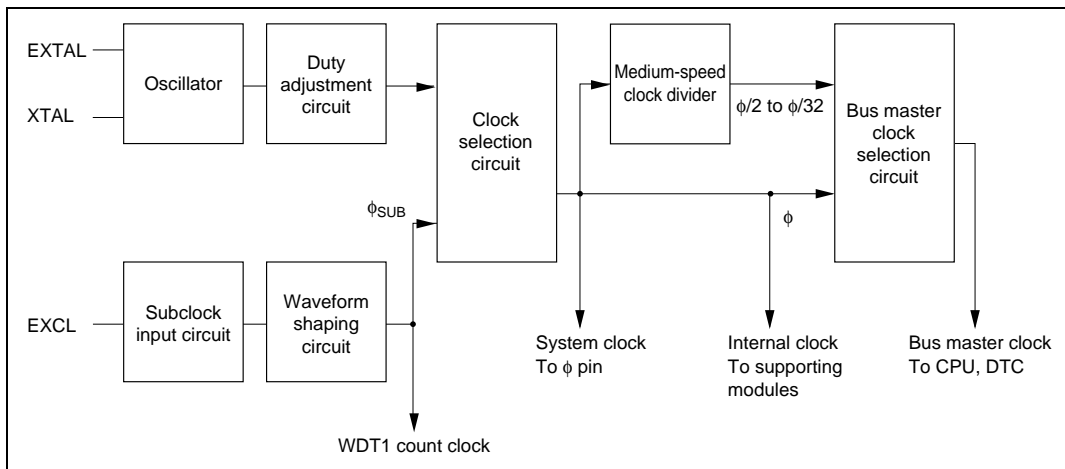 EXTAL
XTAL
Oscillator
Duty
adjustment
circuit
Clock
selection
circuit
Medium-speed
clock divider
ϕ/2 to ϕ/32
Bus master
clock
selection
circuit
ϕSUB
ϕ
EXCL
Subclock
input circuit
Waveform
shaping
circuit
System clock
To ϕ pin
Internal clock
To supporting
modules
Bus master clock
To CPU, DTC
WDT1 count clock